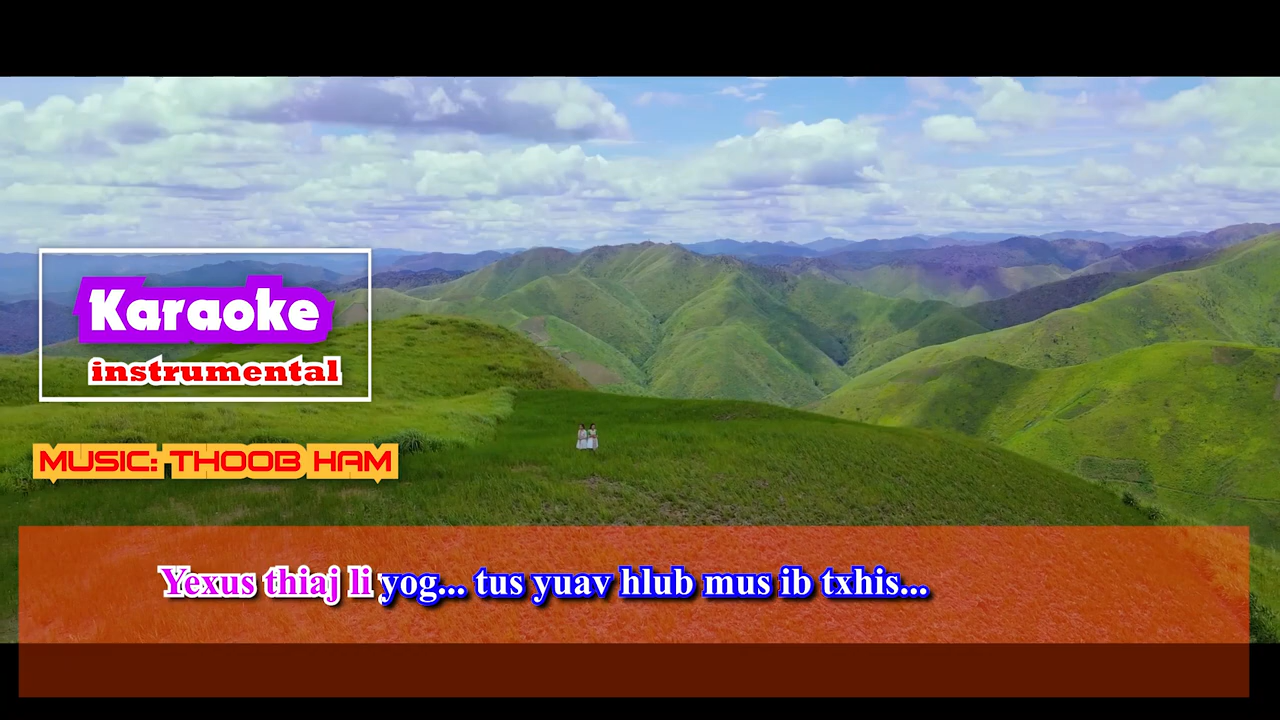 Karaoke
instrumental
MUSIC: THOOB HAM
Yexus thiaj li yog... tus yuav hlub mus ib txhis...